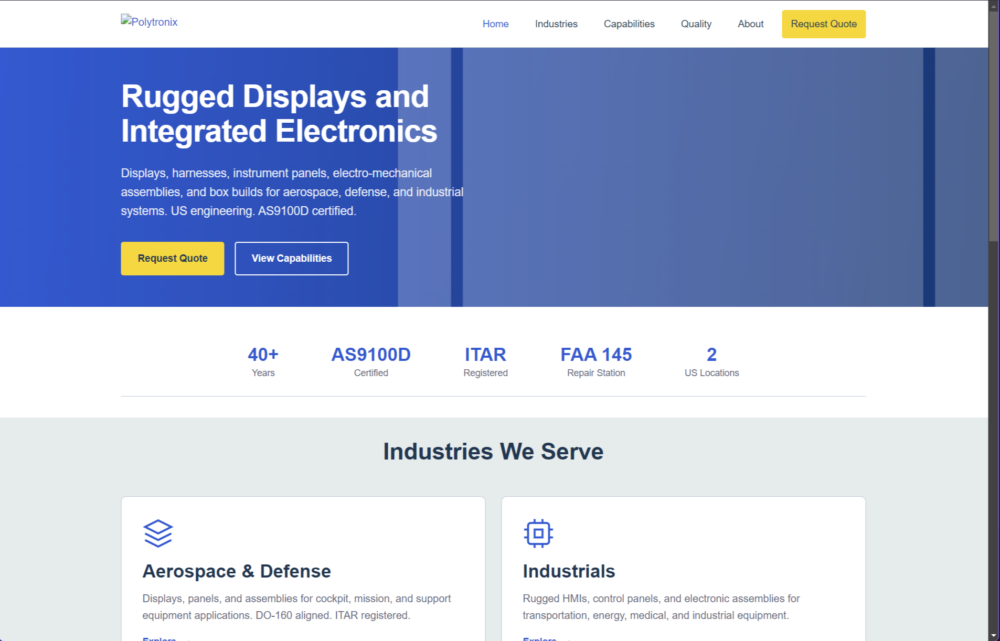 Polytronix
Home
Industries
Capabilities
Quality
About
Request Quote
Rugged Displays and
Integrated Electronics
Displays, harnesses, instrument panels, electro-mechanical
assemblies, and box builds for aerospace, defense, and industrial
systems. US engineering. AS9100D certified.
Request Quote
View Capabilities
40+
Years
AS9100D
Certified
ITAR
Registered
FAA 145
Repair Station
2
US Locations
Industries We Serve
Aerospace & Defense
Displays, panels, and assemblies for cockpit, mission, and support
equipment applications. DO-160 aligned. ITAR registered.
Explore
Industrials
Rugged HMIs, control panels, and electronic assemblies for
transportation, energy, medical, and industrial equipment.
Explore